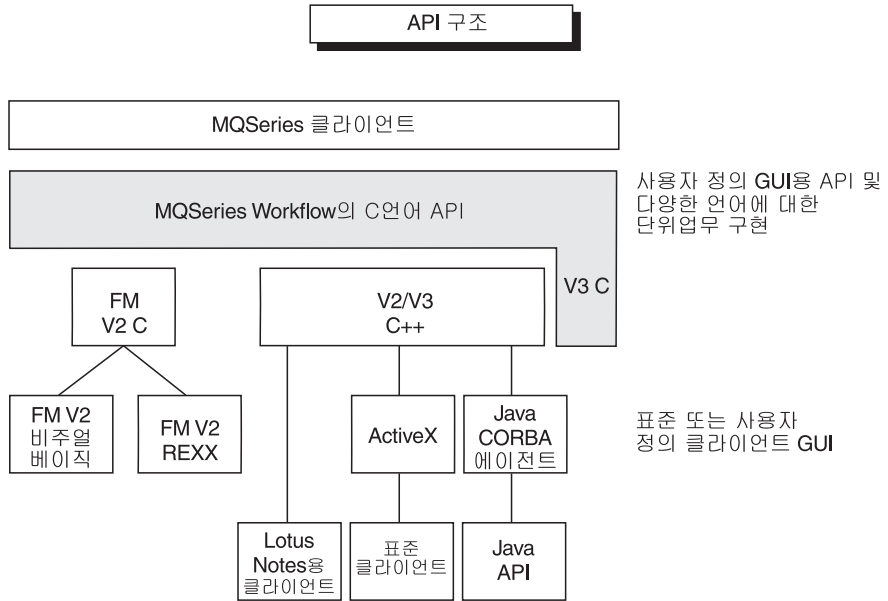 API 구조
MQSeries 클라이언트
MQSeries Workflow의 C언어 API
사용자 정의 GUI용 API 및
다양한 언어에 대한
단위업무 구현
FM
V2 C
V2/V3
C++
V3 C
FM V2
비주얼
베이직
FM V2
REXX
ActiveX
Java
CORBA
에이전트
표준 또는 사용자
정의 클라이언트 GUI
Lotus
Notes용
클라이언트
표준
클라이언트
Java
API